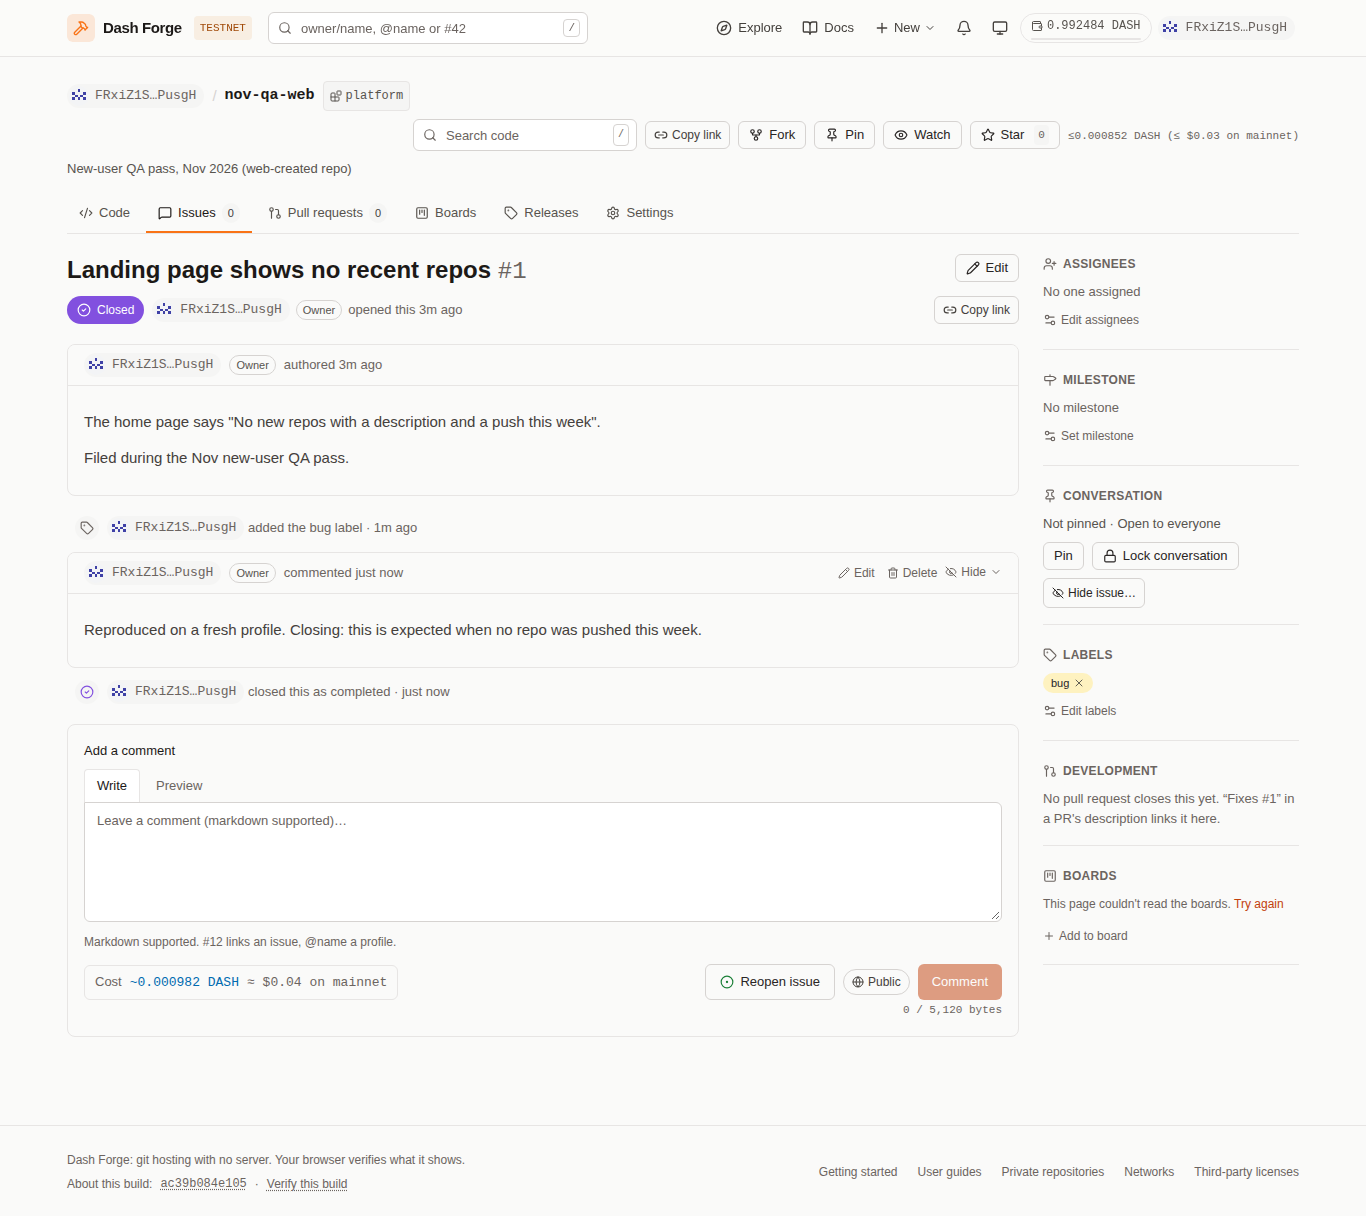 Dash Forge TESTNET owner/name, @name or #42 / Explore Docs New 0.992484 DASH FRxiZ1S…PusgH
FRxiZ1S…PusgH / nov-qa-web platform
Search code / Copy link Fork Pin Watch Star 0 ≤0.000852 DASH (≤ $0.03 on mainnet)
New-user QA pass, Nov 2026 (web-created repo)
Code Issues 0 Pull requests 0 Boards Releases Settings
Landing page shows no recent repos #1 Edit
Closed FRxiZ1S…PusgH Owner opened this 3m ago Copy link
FRxiZ1S…PusgH Owner authored 3m ago
The home page says "No new repos with a description and a push this week".
Filed during the Nov new-user QA pass.
FRxiZ1S…PusgH added the bug label · 1m ago
FRxiZ1S…PusgH Owner commented just now Edit Delete Hide
Reproduced on a fresh profile. Closing: this is expected when no repo was pushed this week.
FRxiZ1S…PusgH closed this as completed · just now
Add a comment
Write Preview
Leave a comment (markdown supported)…
Markdown supported. #12 links an issue, @name a profile.
Cost ~0.000982 DASH ≈ $0.04 on mainnet Reopen issue Public Comment
0 / 5,120 bytes
ASSIGNEES
No one assigned
Edit assignees
MILESTONE
No milestone
Set milestone
CONVERSATION
Not pinned · Open to everyone
Pin Lock conversation
Hide issue…
LABELS
bug
Edit labels
DEVELOPMENT
No pull request closes this yet. “Fixes #1” in
a PR's description links it here.
BOARDS
This page couldn't read the boards. Try again
Add to board
Dash Forge: git hosting with no server. Your browser verifies what it shows.
About this build: ac39b084e105 · Verify this build
Getting started User guides Private repositories Networks Third-party licenses